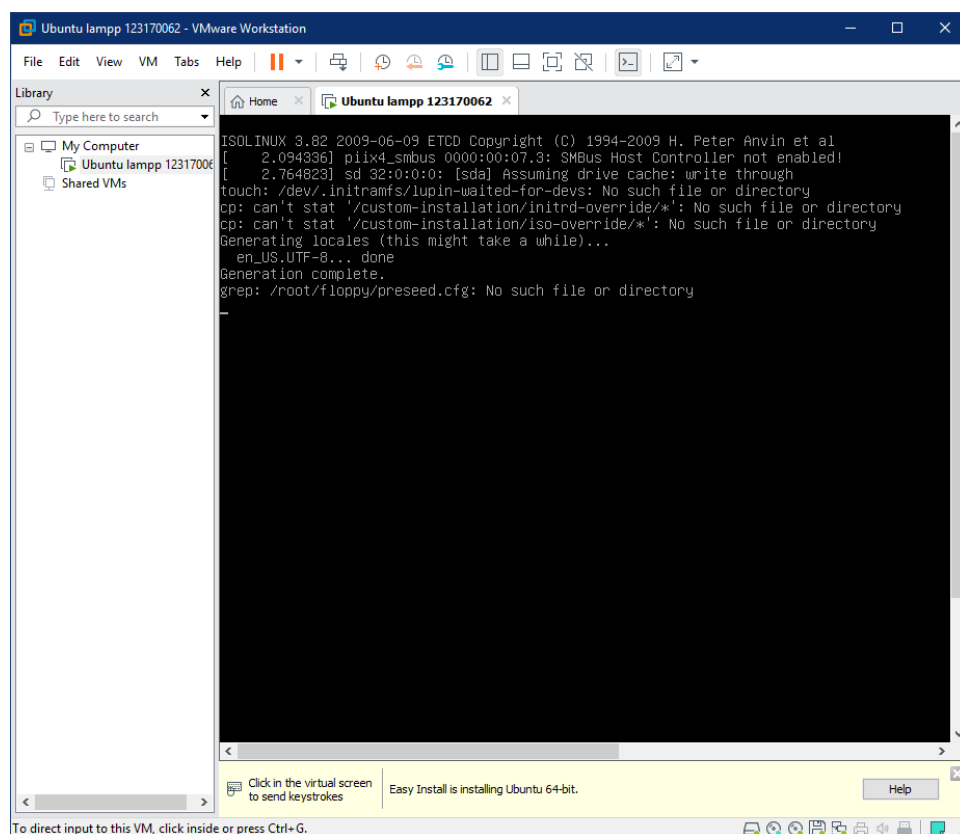 Ubuntu lampp 123170062 - VMware Workstation
File Edit View VM Tabs Help
Library
Home
Ubuntu lampp 123170062
Type here to search
My Computer
Ubuntu lampp 12317006
Shared VMs
ISOLINUX 3.82 2009-06-09 ETCD Copyright (C) 1994-2009 H. Peter Anvin et al
[    2.094336] piix4_smbus 0000:00:07.3: SMBus Host Controller not enabled!
[    2.764823] sd 32:0:0:0: [sda] Assuming drive cache: write through
touch: /dev/.initramfs/lupin-waited-for-devs: No such file or directory
cp: can't stat '/custom-installation/initrd-override/*': No such file or directory
cp: can't stat '/custom-installation/iso-override/*': No such file or directory
Generating locales (this might take a while)...
  en_US.UTF-8... done
Generation complete.
grep: /root/floppy/preseed.cfg: No such file or directory
Click in the virtual screen
to send keystrokes
Easy Install is installing Ubuntu 64-bit.
Help
To direct input to this VM, click inside or press Ctrl+G.